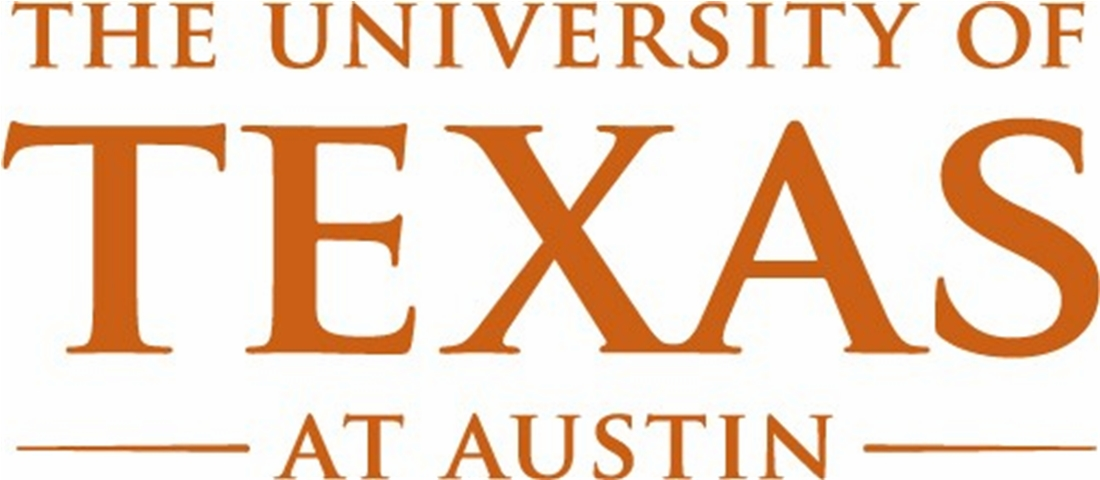 THE UNIVERSITY OF
TEXAS
AT AUSTIN